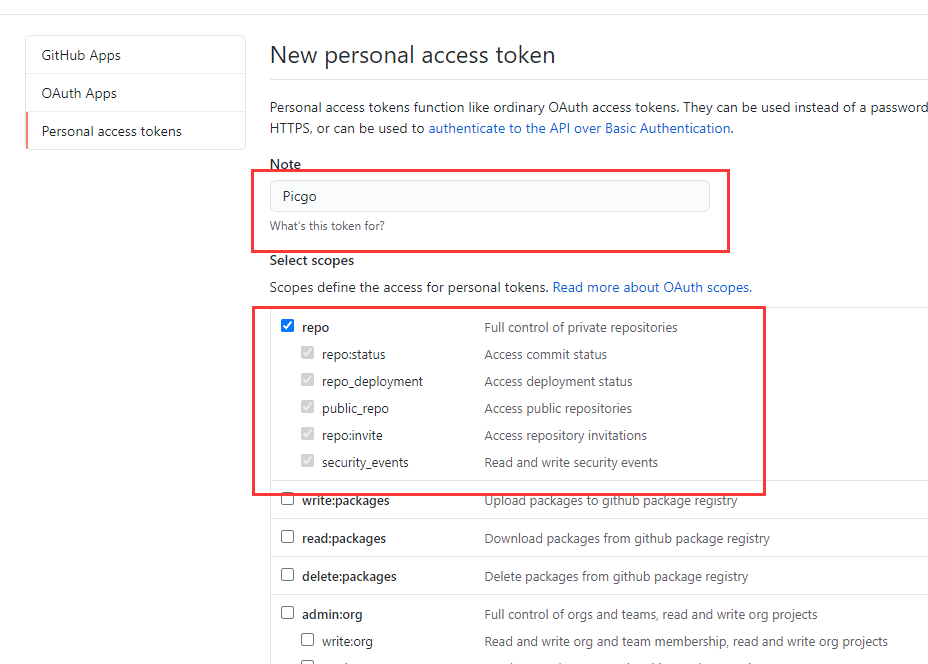 GitHub Apps
OAuth Apps
Personal access tokens
New personal access token
Personal access tokens function like ordinary OAuth access tokens. They can be used instead of a password
HTTPS, or can be used to authenticate to the API over Basic Authentication.
Note
Picgo
What's this token for?
Select scopes
Scopes define the access for personal tokens. Read more about OAuth scopes.
repo Full control of private repositories
repo:status Access commit status
repo_deployment Access deployment status
public_repo Access public repositories
repo:invite Access repository invitations
security_events Read and write security events
write:packages Upload packages to github package registry
read:packages Download packages from github package registry
delete:packages Delete packages from github package registry
admin:org Full control of orgs and teams, read and write org projects
write:org Read and write org and team membership, read and write org projects